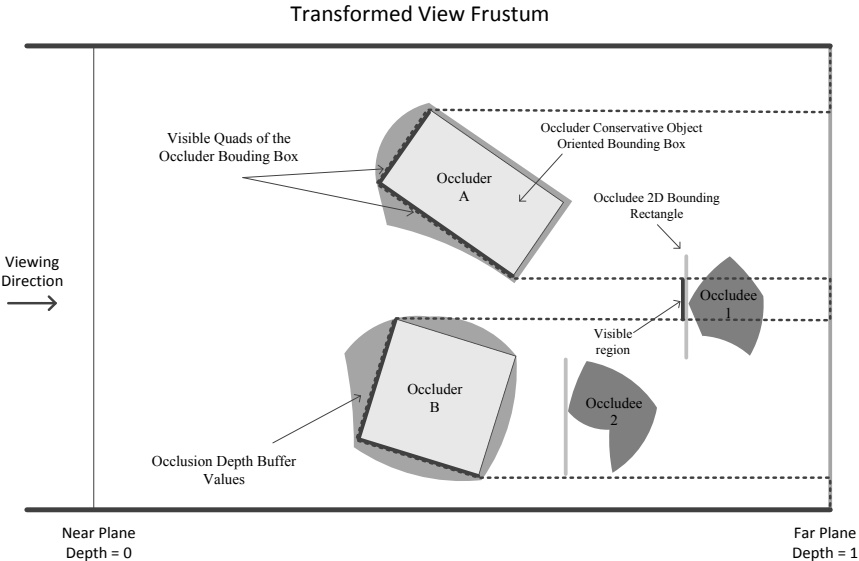 Transformed View Frustum
Visible Quads of the
Occluder Bouding Box
Occluder Conservative Object
Oriented Bounding Box
Occluder
A
Occludee 2D Bounding
Rectangle
Viewing
Direction
Occludee
1
Visible
region
Occluder
B
Occludee
2
Occlusion Depth Buffer
Values
Near Plane
Depth = 0
Far Plane
Depth = 1